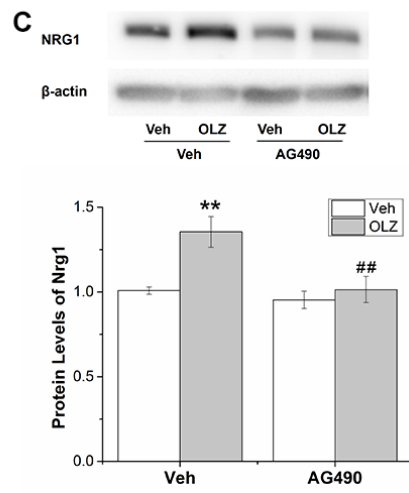 C
NRG1
β-actin
Veh OLZ Veh OLZ
Veh AG490
1.5
1.0
0.5
0.0
Protein Levels of Nrg1
Veh
OLZ
**
##
Veh AG490